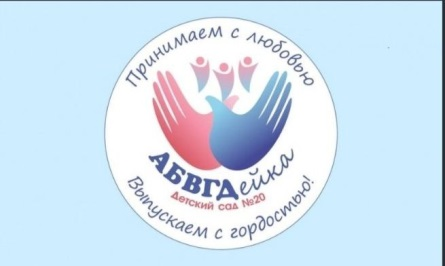 Принимаем с любовью
АБВГДейка
Детский сад №20
Выпускаем с гордостью!